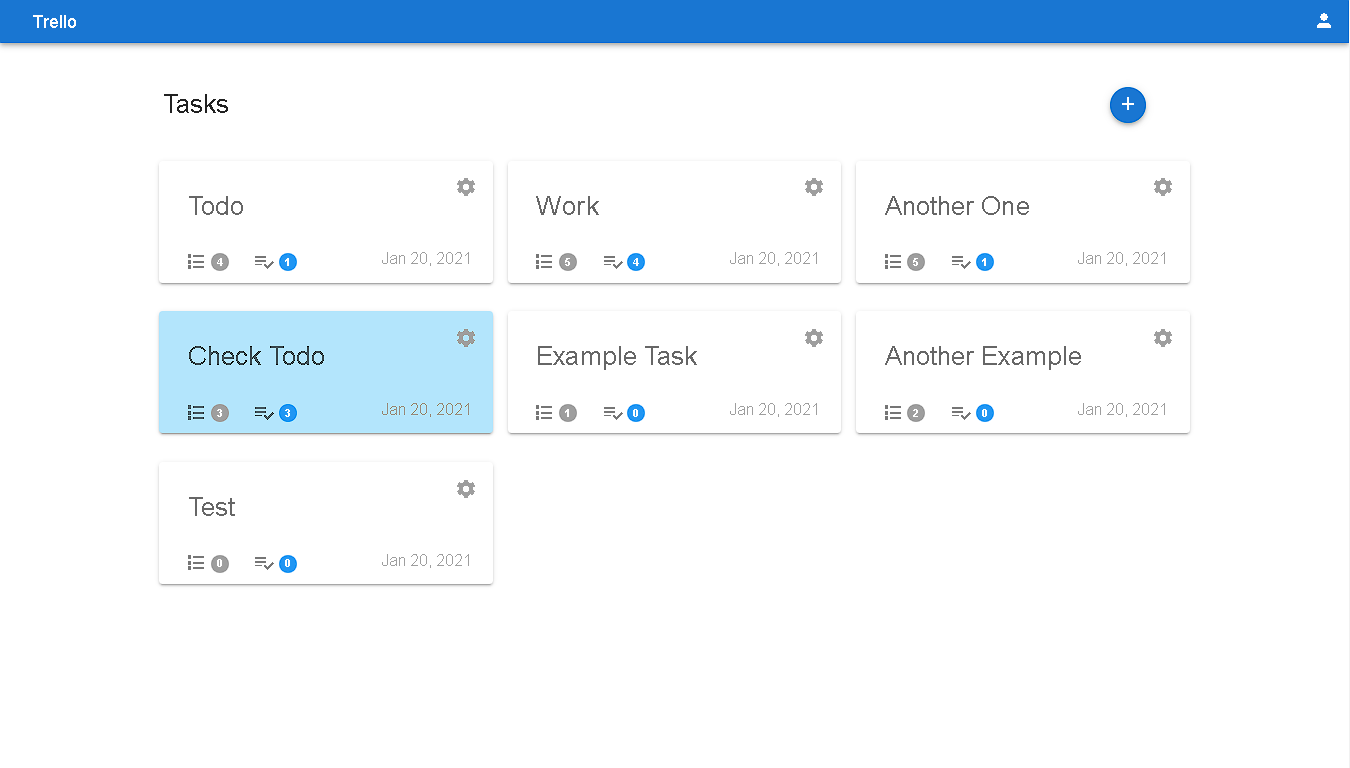 Trello
Tasks
Todo
4 1 Jan 20, 2021
Work
5 4 Jan 20, 2021
Another One
5 1 Jan 20, 2021
Check Todo
3 3 Jan 20, 2021
Example Task
1 0 Jan 20, 2021
Another Example
2 0 Jan 20, 2021
Test
0 0 Jan 20, 2021